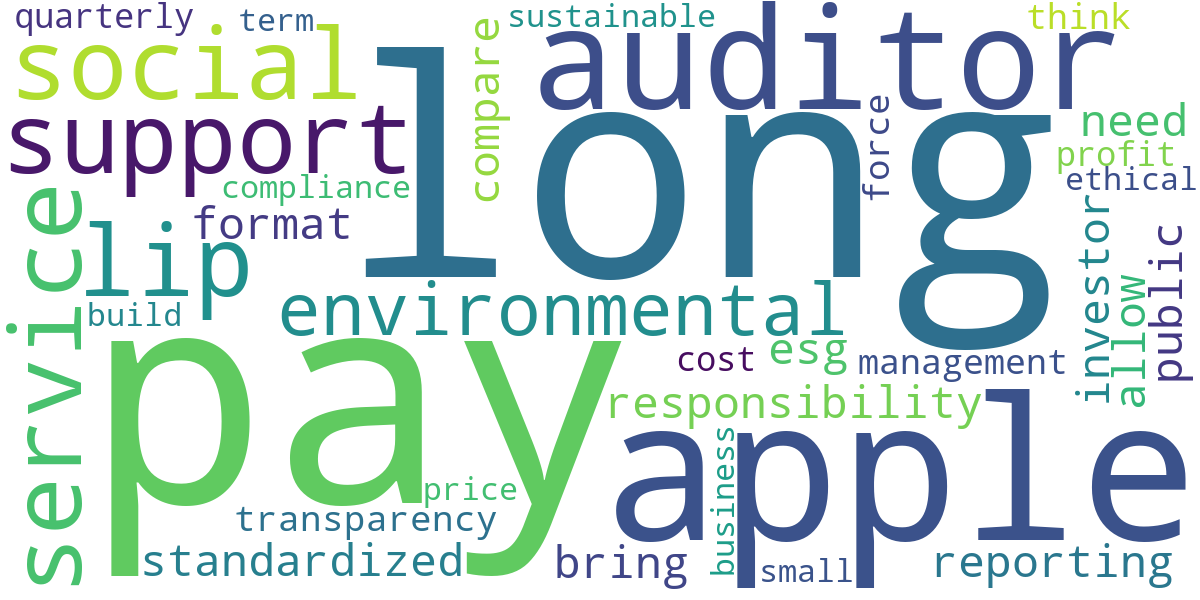 quarterly
term
sustainable
think
social
long
auditor
compare
support
force
need
profit
compliance
ethical
format
service
lip
investor
public
allow
environmental
build
pay
cost
esg
management
responsibility
apple
price
business
transparency
standardized
bring
small
reporting